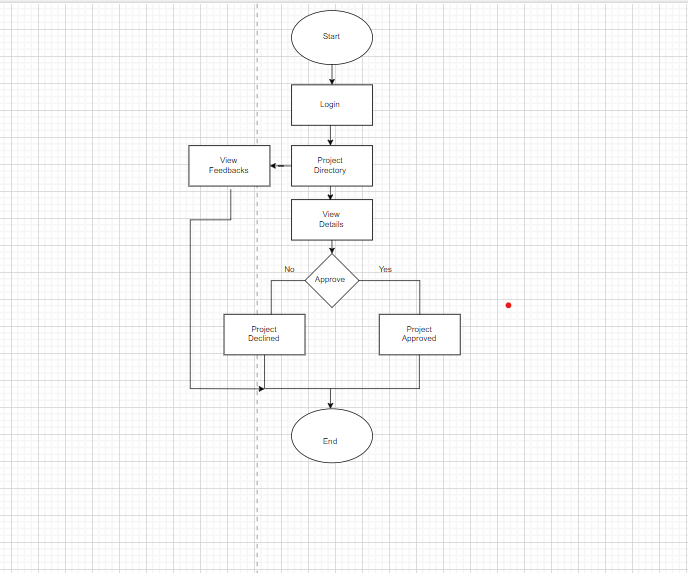 Start
Login
View
Feedbacks
Project
Directory
View
Details
No
Yes
Approve
Project
Declined
Project
Approved
End